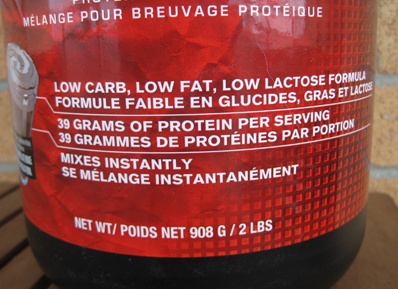 MÉLANGE POUR BREUVAGE PROTÉIQUE
LOW CARB, LOW FAT, LOW LACTOSE FORMULA
FORMULE FAIBLE EN GLUCIDES, GRAS ET LACTOSE
39 GRAMS OF PROTEIN PER SERVING
39 GRAMMES DE PROTÉINES PAR PORTION
MIXES INSTANTLY
SE MÉLANGE INSTANTANÉMENT
NET WT/ POIDS NET 908 G / 2 LBS